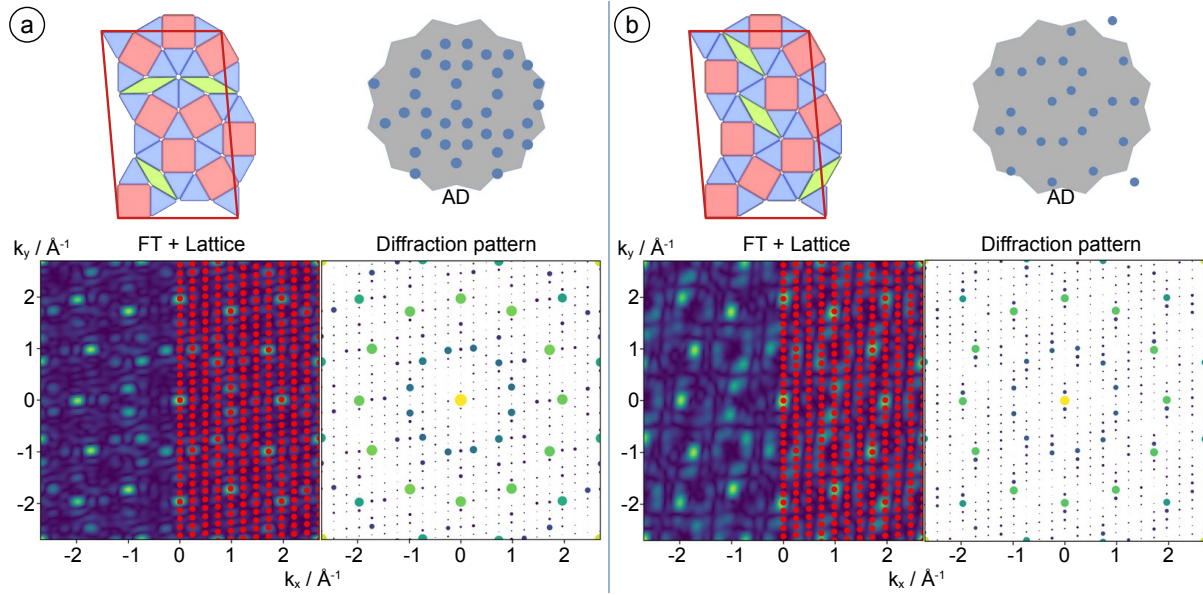 a
AD
k_y / Å⁻¹
FT + Lattice
Diffraction pattern
2
1
0
-1
-2
-2 -1 0 1 2
-2 -1 0 1 2
k_x / Å⁻¹
b
AD
k_y / Å⁻¹
FT + Lattice
Diffraction pattern
2
1
0
-1
-2
-2 -1 0 1 2
-2 -1 0 1 2
k_x / Å⁻¹